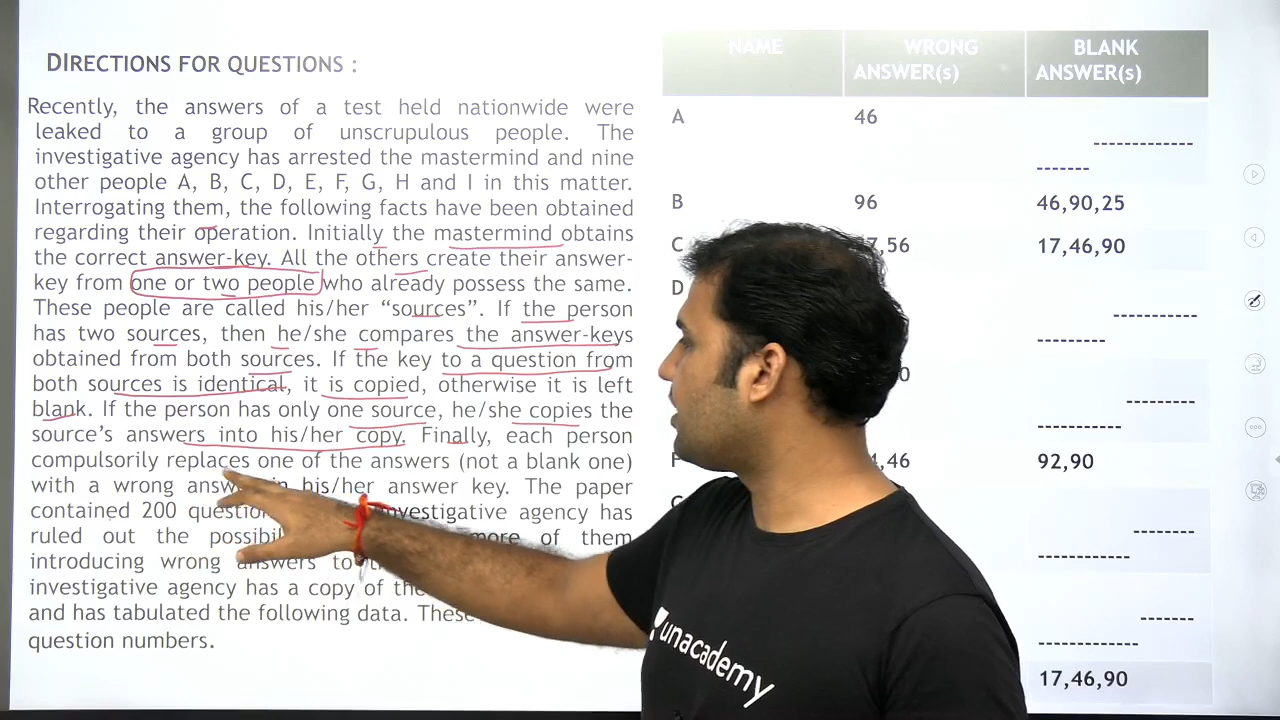 DIRECTIONS FOR QUESTIONS :
Recently, the answers of a test held nationwide were
leaked to a group of unscrupulous people. The
investigative agency has arrested the mastermind and nine
other people A, B, C, D, E, F, G, H and I in this matter.
Interrogating them, the following facts have been obtained
regarding their operation. Initially the mastermind obtains
the correct answer-key. All the others create their answer-
key from one or two people who already possess the same.
These people are called his/her “sources”. If the person
has two sources, then he/she compares the answer-keys
obtained from both sources. If the key to a question from
both sources is identical, it is copied, otherwise it is left
blank. If the person has only one source, he/she copies the
source’s answers into his/her copy. Finally, each person
compulsorily replaces one of the answers (not a blank one)
with a wrong his/her answer key. The paper
contained 200 investigative agency has
ruled out the more of them
introducing wrong answers to
investigative agency has a copy of
and has tabulated the following data. These
question numbers.
NAME WRONG BLANK
ANSWER(s) ANSWER(s)
A 46 -------------
-------
B 96 46,90,25
C 56 17,46,90
D ------------
---------
----------
-----------
46 92,90
---------
------------
-------
-------------
17,46,90
unacademy